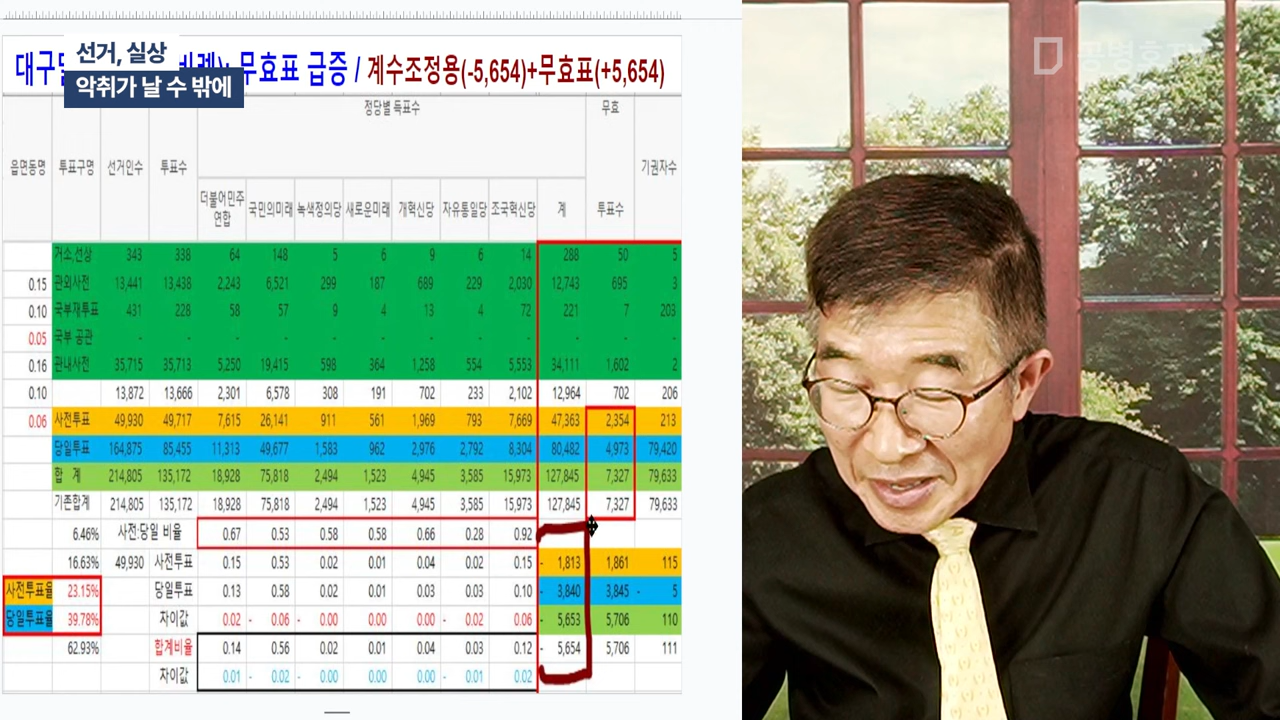 선거, 실상
악취가 날 수 밖에
대구 무효표 급증 / 계수조정용(-5,654)+무효표(+5,654)
정당별 득표수 무효
읍면동명 투표구명 선거인수 투표수 기권자수
더불어민주연합 국민의미래 녹색정의당 새로운미래 개혁신당 자유통일당 조국혁신당 계 투표수
거소,선상 343 338 64 148 5 6 9 6 14 288 50 5
0.15 관외사전 13,441 13,438 2,243 6,521 299 187 689 229 2,030 12,743 695 3
0.10 국부재투표 431 228 58 57 9 4 13 4 72 221 7 203
0.05 국부 공관 - - - - - - - - - - - -
0.16 관내사전 35,715 35,713 5,250 19,415 598 364 1,258 554 5,553 34,111 1,602 2
0.10 13,872 13,666 2,301 6,578 308 191 702 233 2,102 12,964 702 206
0.06 사전투표 49,930 49,717 7,615 26,141 911 561 1,969 793 7,669 47,363 2,354 213
당일투표 164,875 85,455 11,313 49,677 1,583 962 2,976 2,792 8,304 80,482 4,973 79,420
합 계 214,805 135,172 18,928 75,818 2,494 1,523 4,945 3,585 15,973 127,845 7,327 79,633
기존합계 214,805 135,172 18,928 75,818 2,494 1,523 4,945 3,585 15,973 127,845 7,327 79,633
6.46% 사전:당일 비율 0.67 0.53 0.58 0.58 0.66 0.28 0.92
16.63% 49,930 사전투표 0.15 0.53 0.02 0.01 0.04 0.02 0.15 - 1,813 1,861 115
사전투표율 23.15% 당일투표 0.13 0.58 0.02 0.01 0.03 0.03 0.10 - 3,840 3,845 - 5
당일투표율 39.78% 차이값 0.02 - 0.06 - 0.00 0.00 0.00 - 0.02 0.06 - 5,653 5,706 110
62.93% 합계비율 0.14 0.56 0.02 0.01 0.04 0.03 0.12 - 5,654 5,706 111
차이값 0.01 - 0.02 - 0.00 0.00 0.00 - 0.01 0.02